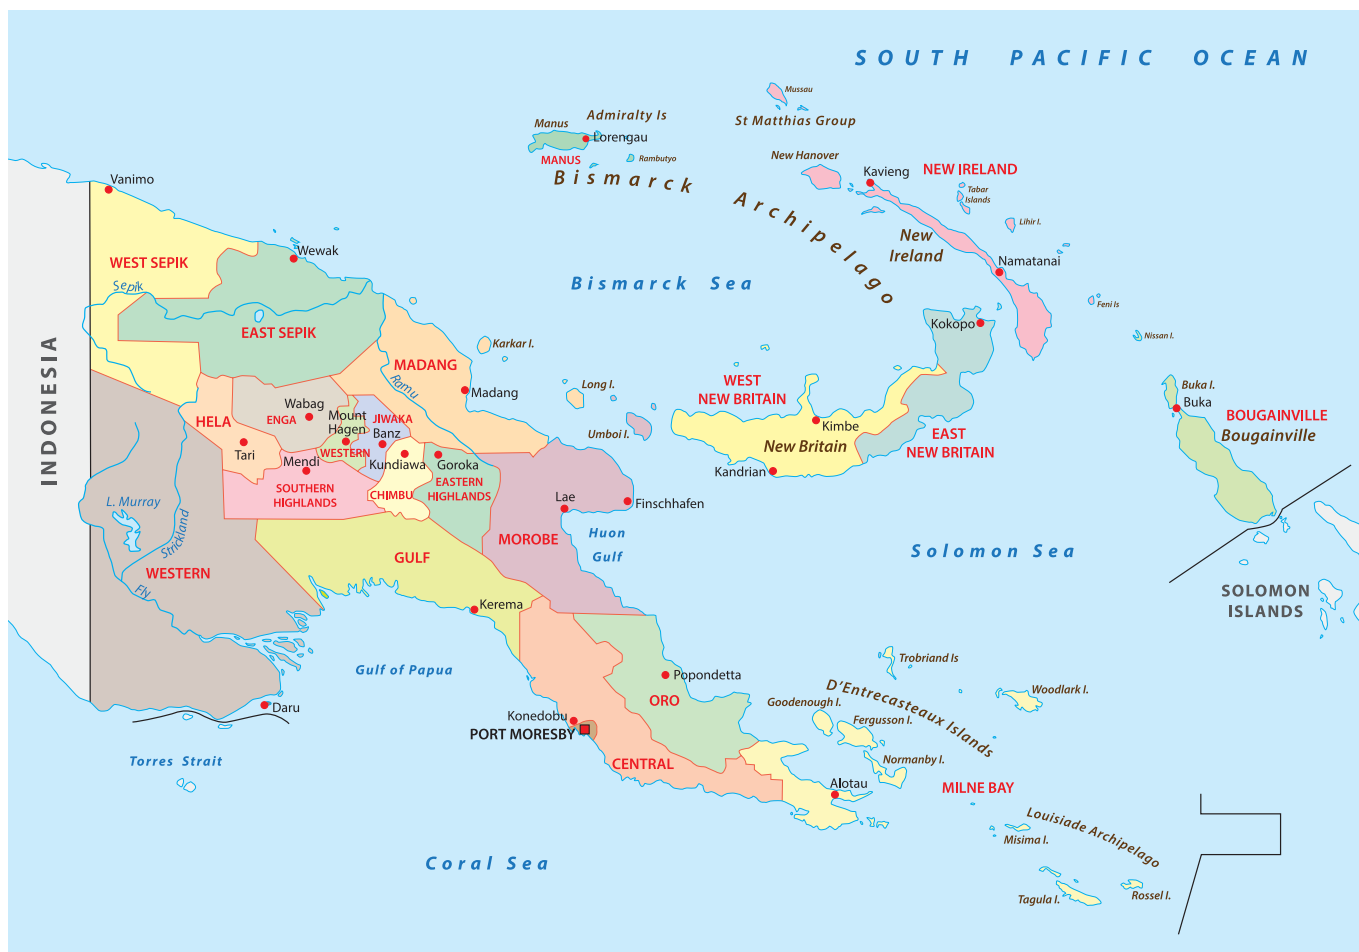 SOUTH PACIFIC OCEAN
Mussau
St Matthias Group
Admiralty Is
Manus
Lorengau
MANUS
Rambutyo
Bismarck
Archipelago
New Hanover
Kavieng
NEW IRELAND
Tabar
Islands
Lihir I.
New
Ireland
Namatanai
Feni Is
Nissan I.
Vanimo
WEST SEPIK
Wewak
Sepik
EAST SEPIK
Bismarck Sea
Kokopo
INDONESIA
Karkar I.
MADANG
Ramu
Madang
Long I.
Umboi I.
WEST
NEW BRITAIN
Kimbe
New Britain
Kandrian
EAST
NEW BRITAIN
Buka I.
Buka
BOUGAINVILLE
Bougainville
HELA
Tari
Wabag
ENGA
Mount
Hagen
WESTERN
JIWAKA
Banz
Mendi
Kundiawa
Goroka
SOUTHERN
HIGHLANDS
CHIMBU
EASTERN
HIGHLANDS
Lae
Finschhafen
MOROBE
Huon
Gulf
L. Murray
Strickland
WESTERN
Fly
GULF
Kerema
Solomon Sea
SOLOMON
ISLANDS
Gulf of Papua
Daru
Torres Strait
Popondetta
ORO
Konedobu
PORT MORESBY
CENTRAL
Trobriand Is
Woodlark I.
D'Entrecasteaux Islands
Goodenough I.
Fergusson I.
Normanby I.
Alotau
MILNE BAY
Louisiade Archipelago
Misima I.
Tagula I.
Rossel I.
Coral Sea